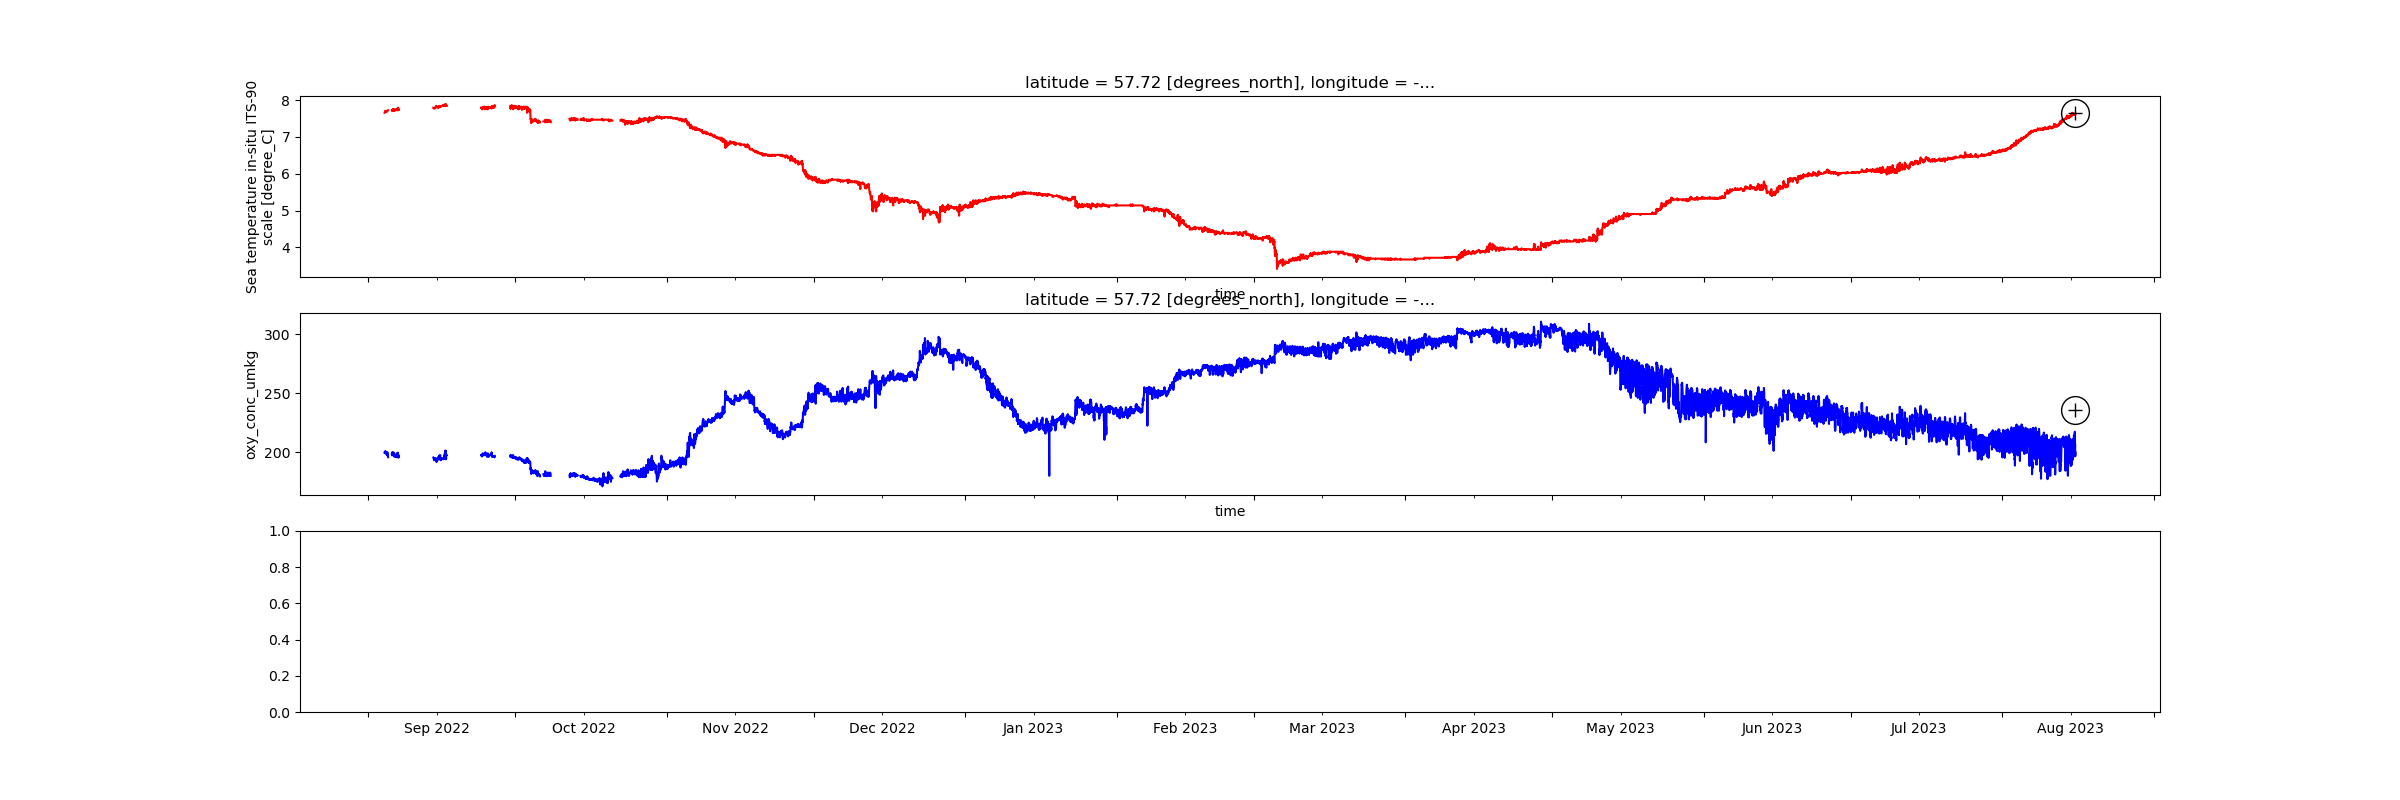 latitude = 57.72 [degrees_north], longitude = -...
Sea temperature in-situ ITS-90
scale [degree_C]
8
7
6
5
4
time
latitude = 57.72 [degrees_north], longitude = -...
oxy_conc_umkg
300
250
200
time
1.0
0.8
0.6
0.4
0.2
0.0
Sep 2022 Oct 2022 Nov 2022 Dec 2022 Jan 2023 Feb 2023 Mar 2023 Apr 2023 May 2023 Jun 2023 Jul 2023 Aug 2023